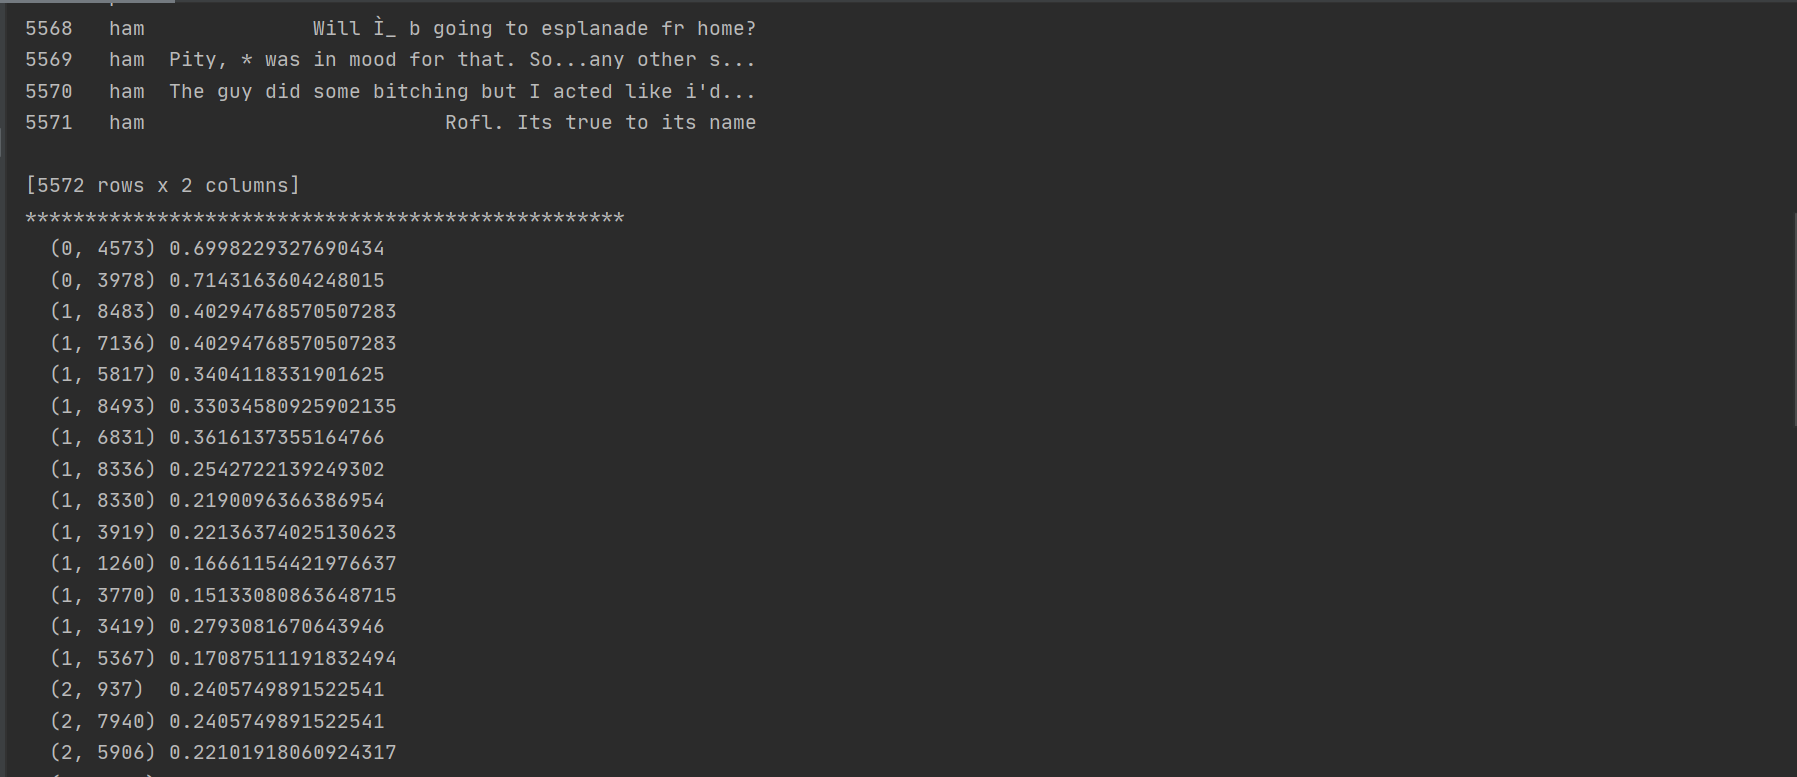 5568   ham              Will Ì_ b going to esplanade fr home?
5569   ham  Pity, * was in mood for that. So...any other s...
5570   ham  The guy did some bitching but I acted like i'd...
5571   ham                         Rofl. Its true to its name
[5572 rows x 2 columns]
**************************************************
(0, 4573) 0.6998229327690434
(0, 3978) 0.7143163604248015
(1, 8483) 0.40294768570507283
(1, 7136) 0.40294768570507283
(1, 5817) 0.3404118331901625
(1, 8493) 0.33034580925902135
(1, 6831) 0.3616137355164766
(1, 8336) 0.2542722139249302
(1, 8330) 0.2190096366386954
(1, 3919) 0.22136374025130623
(1, 1260) 0.16661154421976637
(1, 3770) 0.15133080863648715
(1, 3419) 0.2793081670643946
(1, 5367) 0.17087511191832494
(2, 937)  0.2405749891522541
(2, 7940) 0.2405749891522541
(2, 5906) 0.22101918060924317